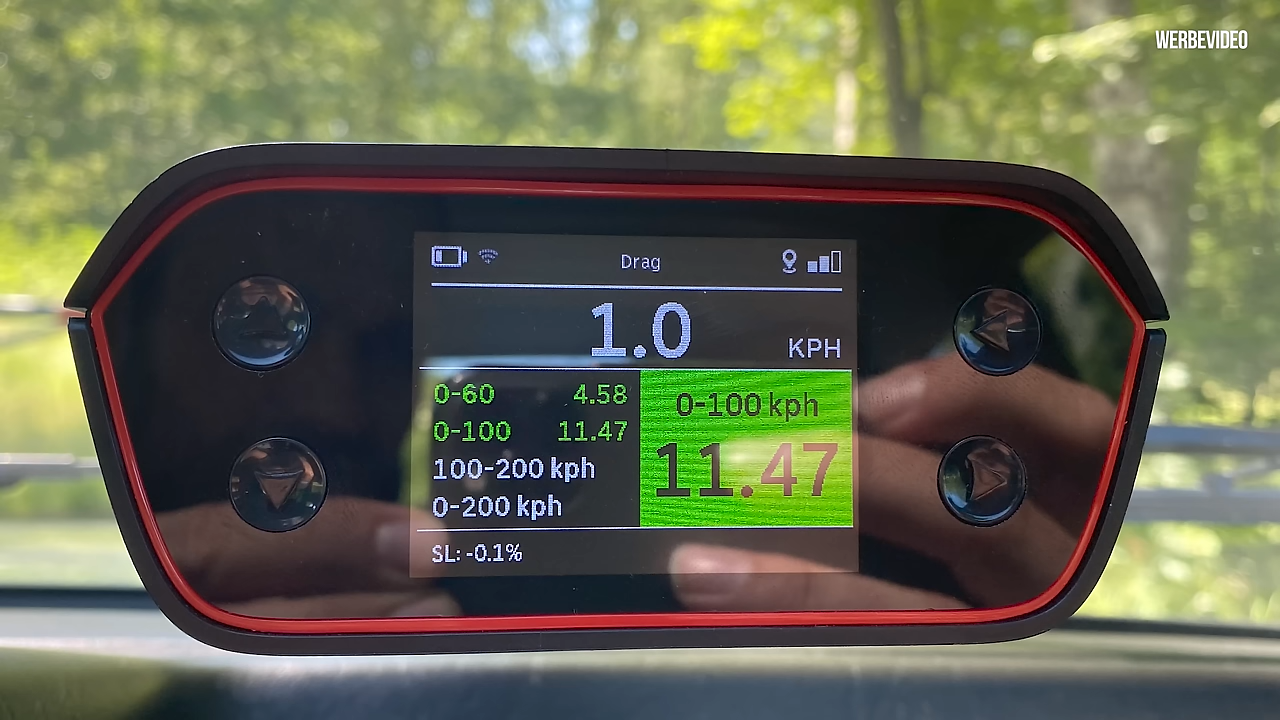 WERBEVIDEO
Drag
1.0 KPH
0-60 4.58
0-100 11.47
100-200 kph
0-200 kph
0-100 kph
11.47
SL: -0.1%